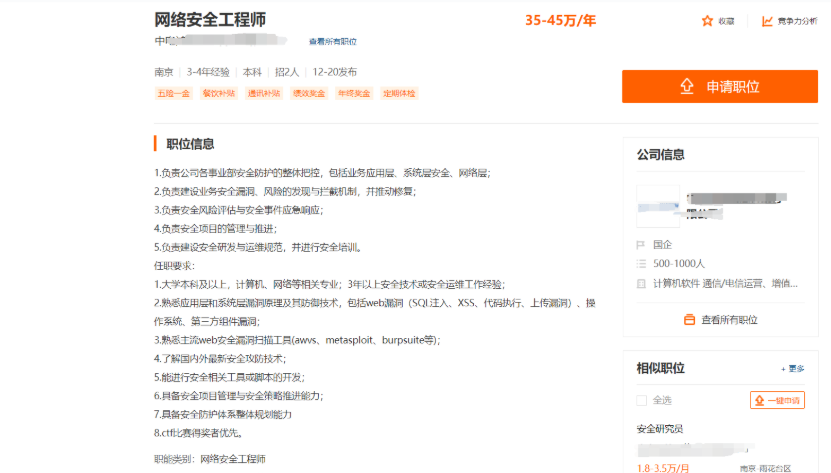 网络安全工程师
35-45万/年
收藏
竞争力分析
中电
查看所有职位
南京 | 3-4年经验 | 本科 | 招2人 | 12-20发布
申请职位
五险一金 餐饮补贴 通讯补贴 绩效奖金 年终奖金 定期体检
职位信息
1.负责公司各事业部安全防护的整体把控，包括业务应用层、系统层安全、网络层；
2.负责建设业务安全漏洞、风险的发现与拦截机制，并推动修复；
3.负责安全风险评估与安全事件应急响应；
4.负责安全项目的管理与推进；
5.负责建设安全研发与运维规范，并进行安全培训。
任职要求：
1.大学本科及以上，计算机、网络等相关专业；3年以上安全技术或安全运维工作经验；
2.熟悉应用层和系统层漏洞原理及其防御技术，包括web漏洞（SQL注入、XSS、代码执行、上传漏洞）、操
作系统、第三方组件漏洞；
3.熟悉主流web安全漏洞扫描工具(awvs、metasploit、burpsuite等)；
4.了解国内外最新安全攻防技术；
5.能进行安全相关工具或脚本的开发；
6.具备安全项目管理与安全策略推进能力；
7.具备安全防护体系整体规划能力
8.ctf比赛得奖者优先。
职能类别：网络安全工程师
公司信息
限公司
国企
500-1000人
计算机软件 通信/电信运营、增值...
查看所有职位
相似职位
+ 更多
全选
一键申请
安全研究员
1.8-3.5万/月
南京-雨花台区